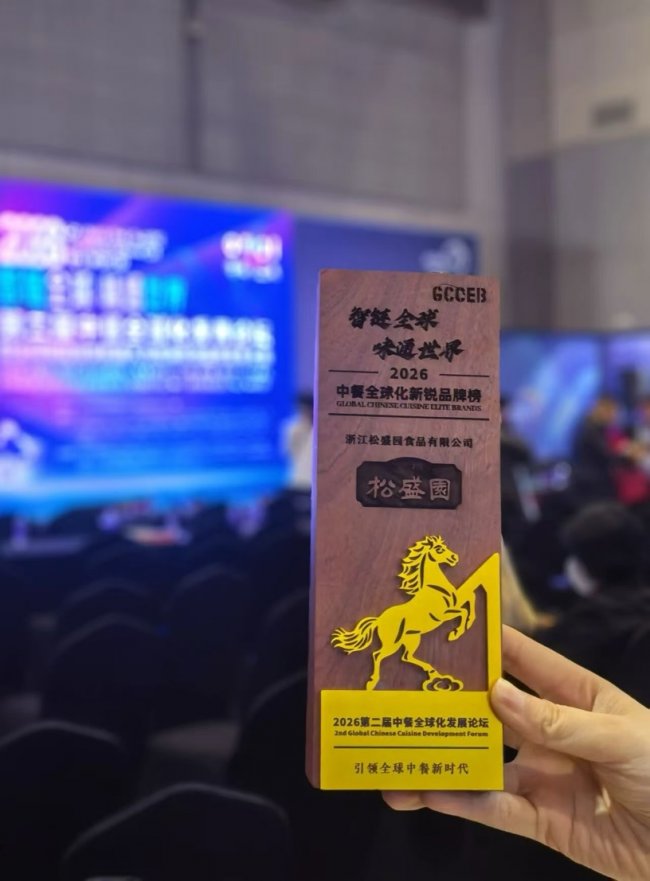 GCCEB
智链全球
味通世界
2026
中餐全球化新锐品牌榜
GLOBAL CHINESE CUISINE ELITE BRANDS
浙江松盛园食品有限公司
松盛園
2026第二届中餐全球化发展论坛
2nd Global Chinese Cuisine Development Forum
引领全球中餐新时代